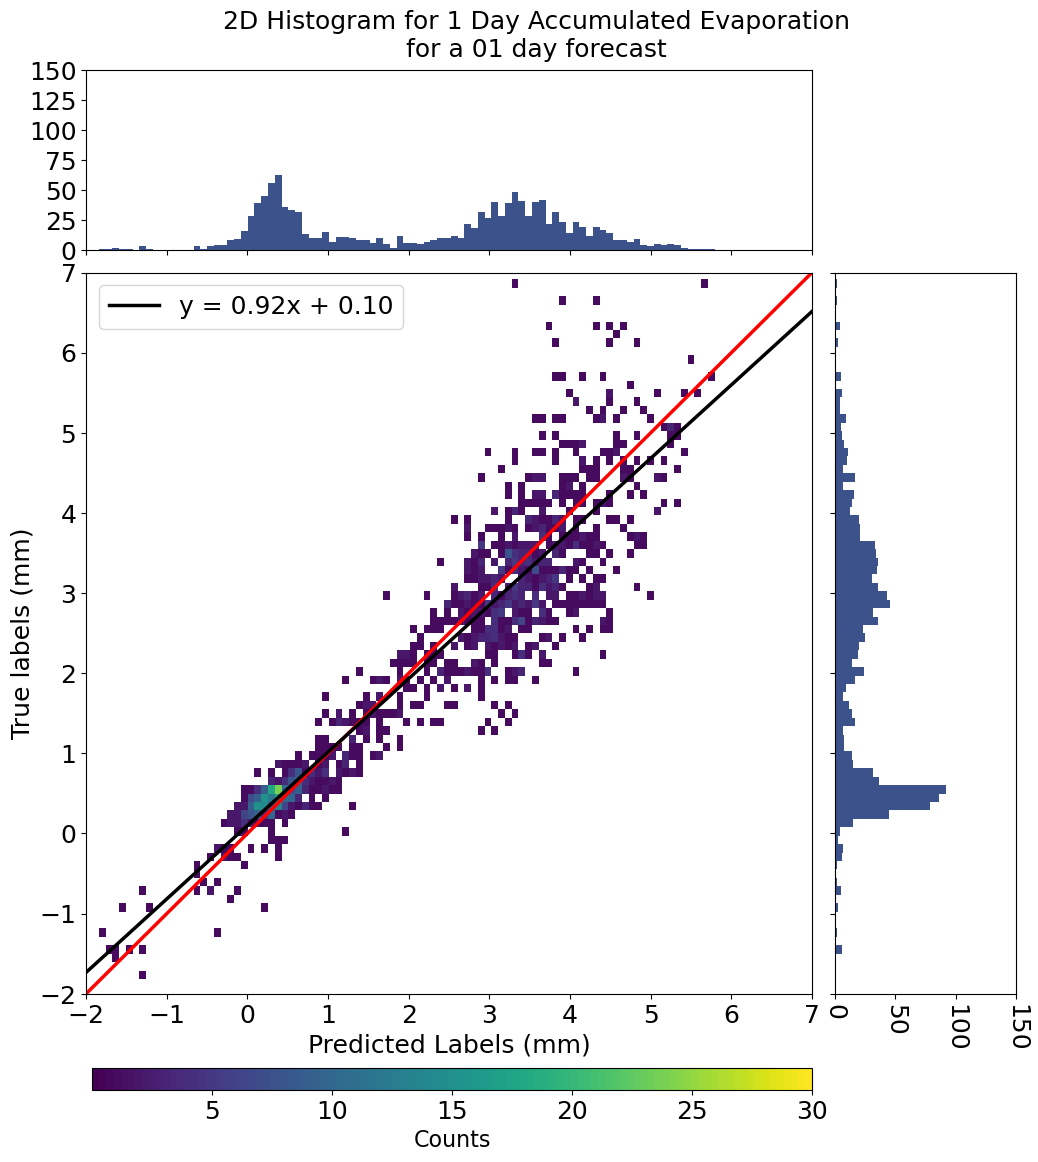 2D Histogram for 1 Day Accumulated Evaporation
for a 01 day forecast
150
125
100
75
50
25
0
7
6
5
4
3
2
1
0
−1
−2
True labels (mm)
y = 0.92x + 0.10
−2 −1 0 1 2 3 4 5 6 7
Predicted Labels (mm)
0 50 100 150
5 10 15 20 25 30
Counts